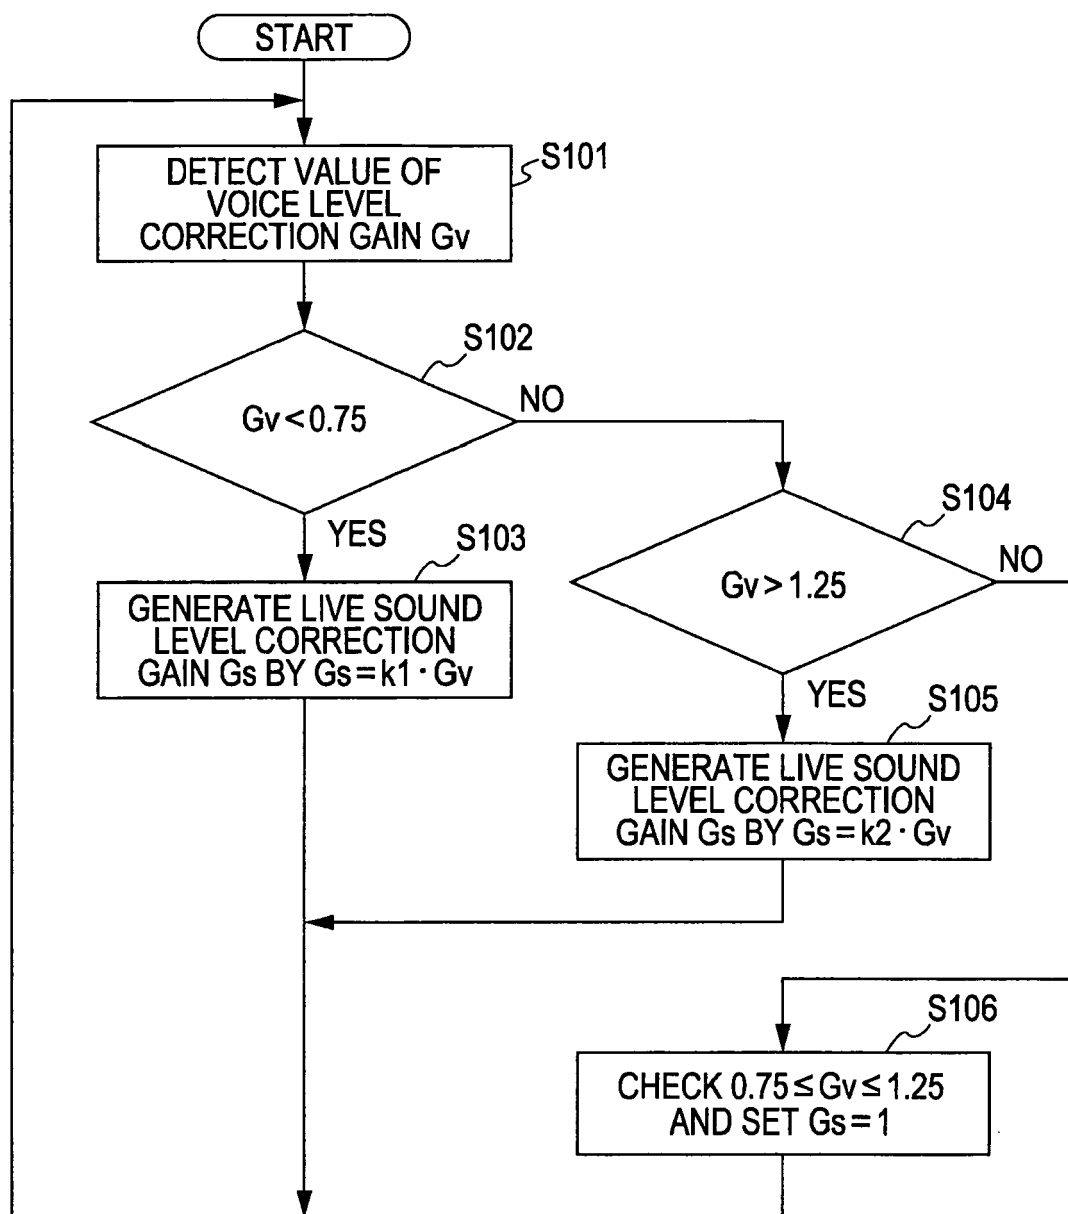 START
S101
DETECT VALUE OF
VOICE LEVEL
CORRECTION GAIN Gv
S102
Gv<0.75
NO
YES
S103
GENERATE LIVE SOUND
LEVEL CORRECTION
GAIN Gs BY Gs=k1·Gv
S104
Gv>1.25
NO
YES
S105
GENERATE LIVE SOUND
LEVEL CORRECTION
GAIN Gs BY Gs=k2·Gv
S106
CHECK 0.75≤Gv≤1.25
AND SET Gs=1